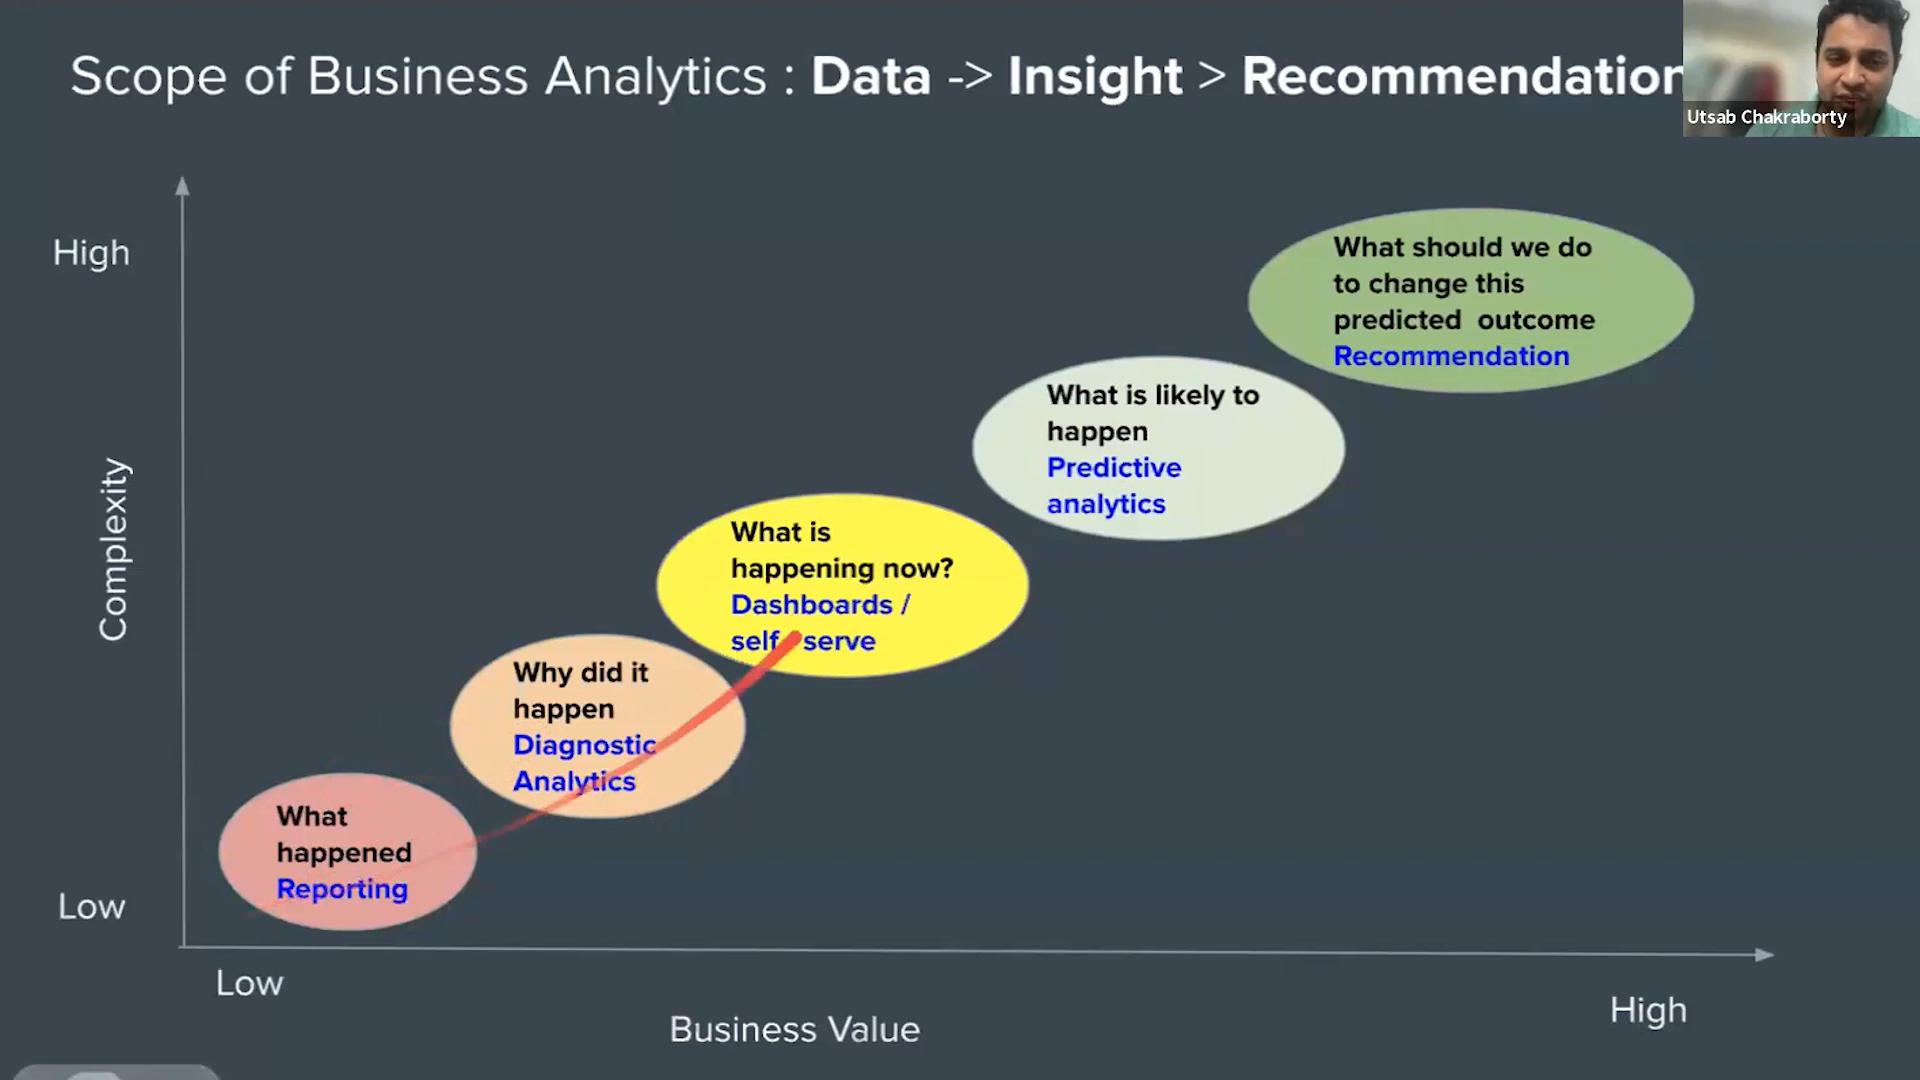 Scope of Business Analytics : Data -> Insight > Recommendation
Utsab Chakraborty
High
What should we do
to change this
predicted outcome
Recommendation
What is likely to
happen
Predictive
analytics
Complexity
What is
happening now?
Dashboards /
self serve
Why did it
happen
Diagnostic
Analytics
What
happened
Reporting
Low
Low
High
Business Value